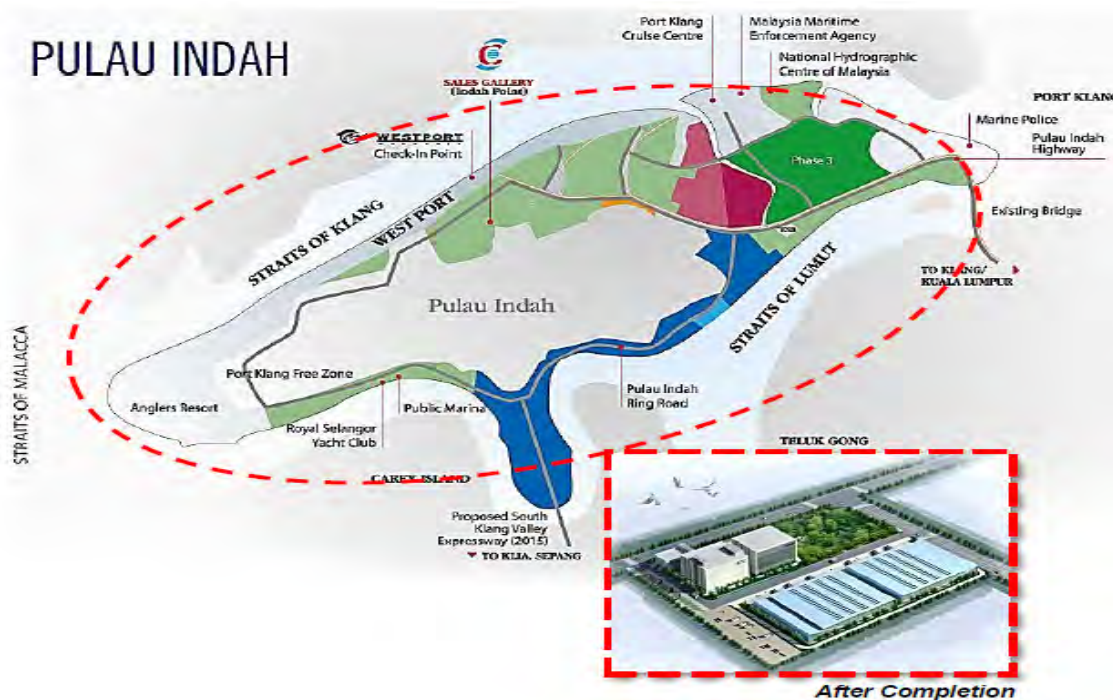 PULAU INDAH
SALES GALLERY
(Indah Point)
Port Klang
Cruise Centre
Malaysia Maritime
Enforcement Agency
National Hydrographic
Centre of Malaysia
PORT KLANG
Marine Police
Pulau Indah
Highway
WESTPORT
Check-In Point
Phase 3
STRAITS OF KLANG
WEST PORT
Existing Bridge
TO KLANG/
KUALA LUMPUR
Pulau Indah
STRAITS OF LUMUT
STRAITS OF MALACCA
Port Klang Free Zone
Anglers Resort
Public Marina
Royal Selangor
Yacht Club
Pulau Indah
Ring Road
CAREY ISLAND
TELUK GONG
Proposed South
Klang Valley
Expressway (2015)
TO KLIA, SEPANG
After Completion